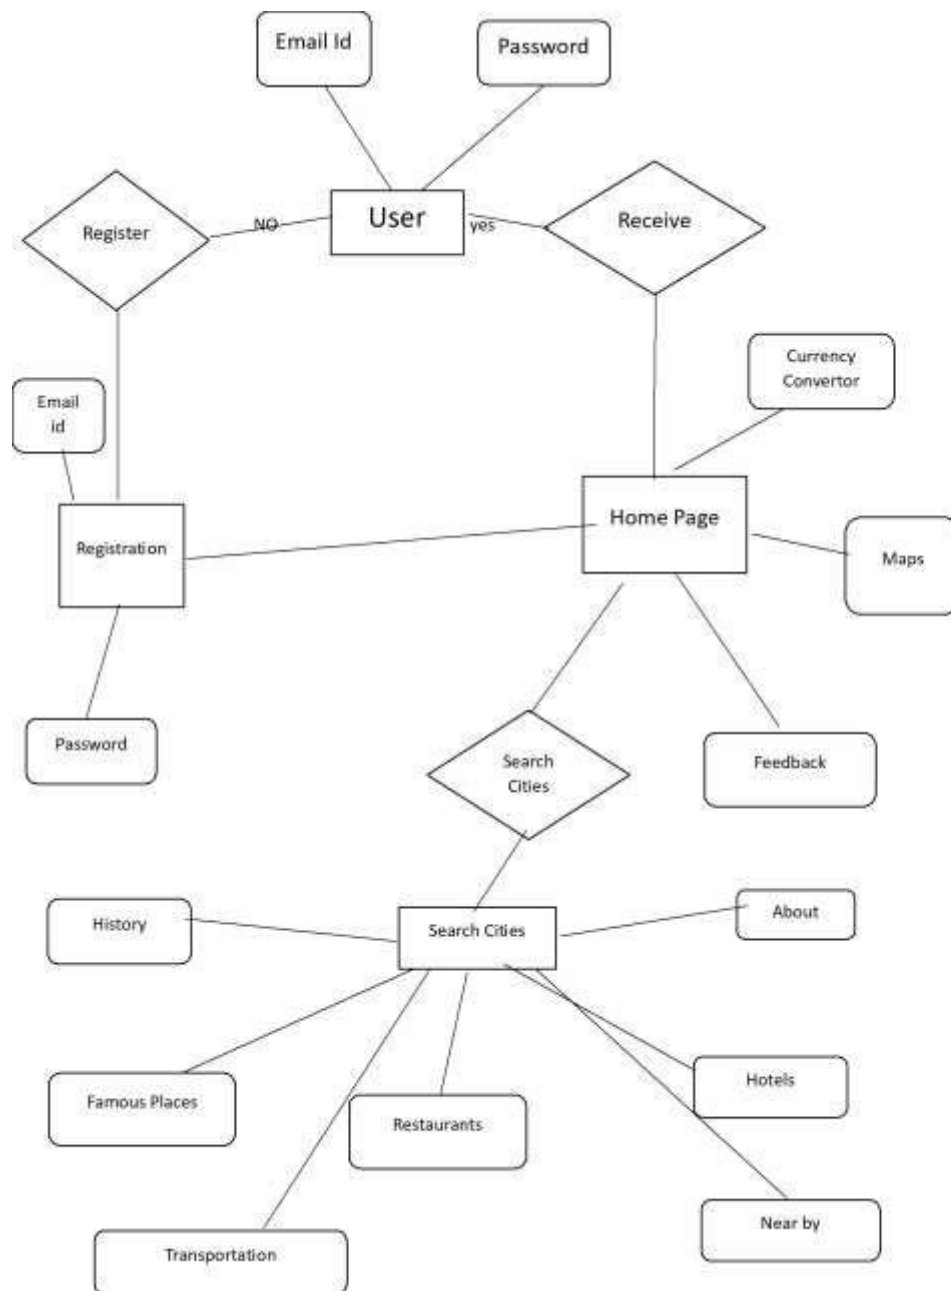 Email Id
Password
User
Register
NO
yes
Receive
Currency
Convertor
Email
id
Home Page
Registration
Maps
Password
Search
Cities
Feedback
History
Search Cities
About
Famous Places
Restaurants
Hotels
Transportation
Near by